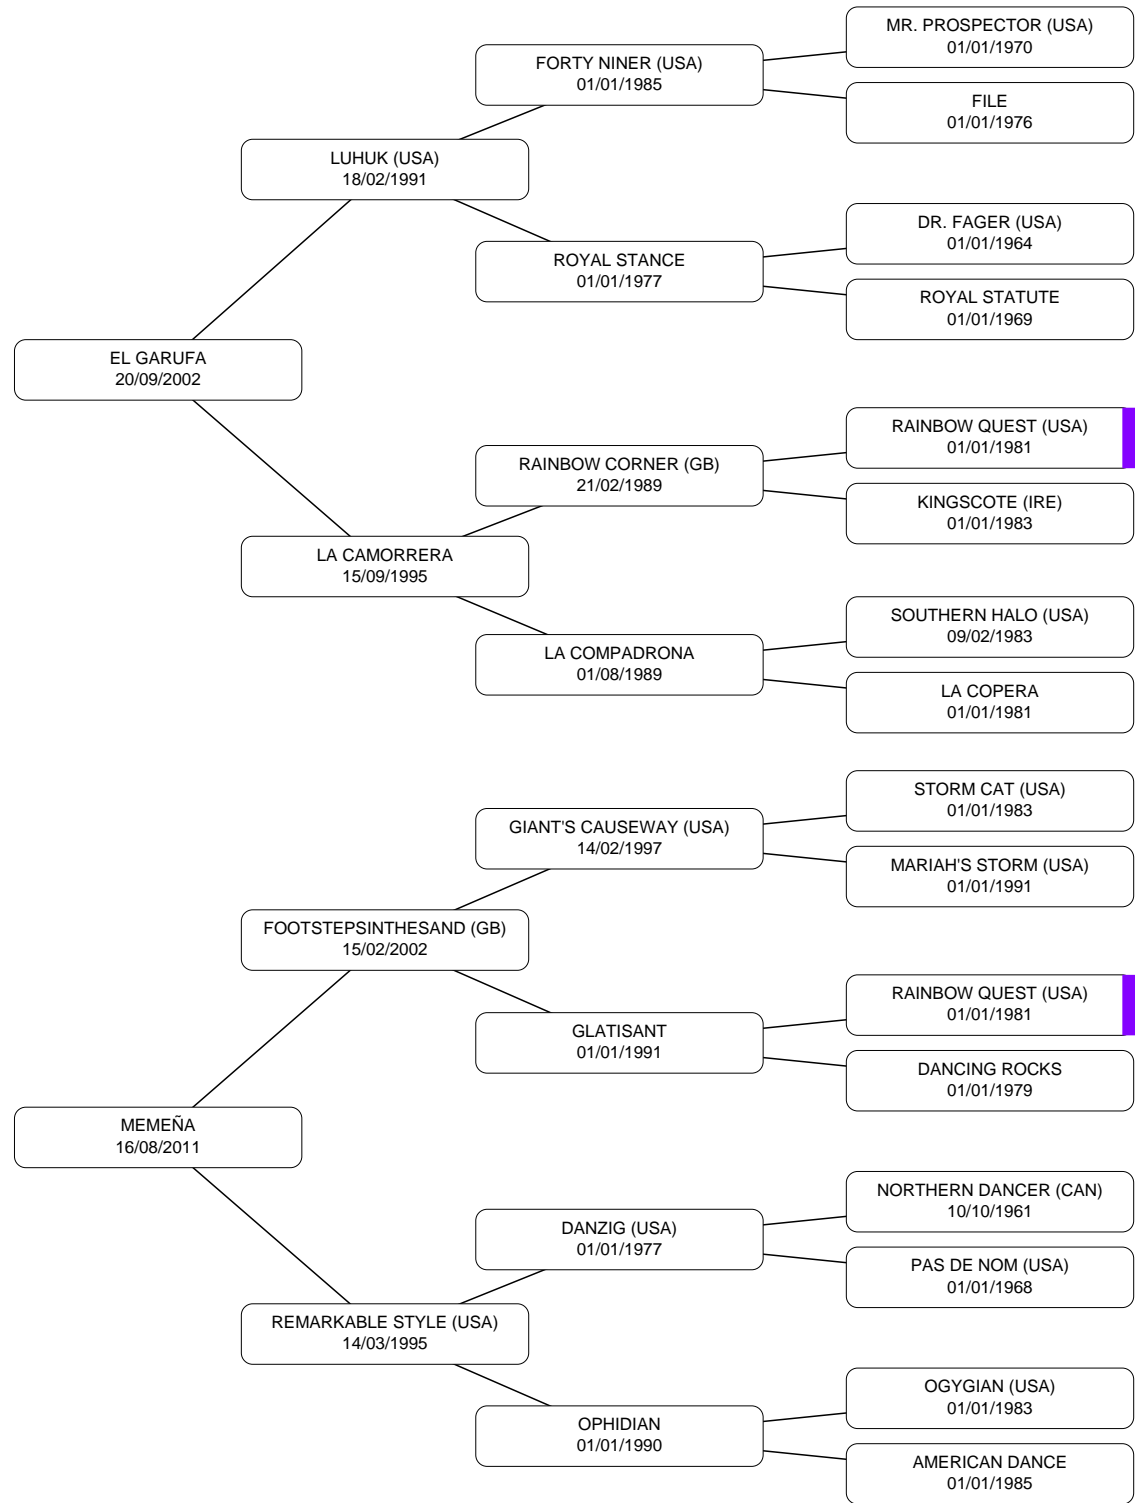 MR. PROSPECTOR (USA)
01/01/1970
FORTY NINER (USA)
01/01/1985
FILE
01/01/1976
LUHUK (USA)
18/02/1991
DR. FAGER (USA)
01/01/1964
ROYAL STANCE
01/01/1977
ROYAL STATUTE
01/01/1969
EL GARUFA
20/09/2002
RAINBOW QUEST (USA)
01/01/1981
RAINBOW CORNER (GB)
21/02/1989
KINGSCOTE (IRE)
01/01/1983
LA CAMORRERA
15/09/1995
SOUTHERN HALO (USA)
09/02/1983
LA COMPADRONA
01/08/1989
LA COPERA
01/01/1981
STORM CAT (USA)
01/01/1983
GIANT'S CAUSEWAY (USA)
14/02/1997
MARIAH'S STORM (USA)
01/01/1991
FOOTSTEPSINTHESAND (GB)
15/02/2002
RAINBOW QUEST (USA)
01/01/1981
GLATISANT
01/01/1991
DANCING ROCKS
01/01/1979
MEMEÑA
16/08/2011
NORTHERN DANCER (CAN)
10/10/1961
DANZIG (USA)
01/01/1977
PAS DE NOM (USA)
01/01/1968
REMARKABLE STYLE (USA)
14/03/1995
OGYGIAN (USA)
01/01/1983
OPHIDIAN
01/01/1990
AMERICAN DANCE
01/01/1985